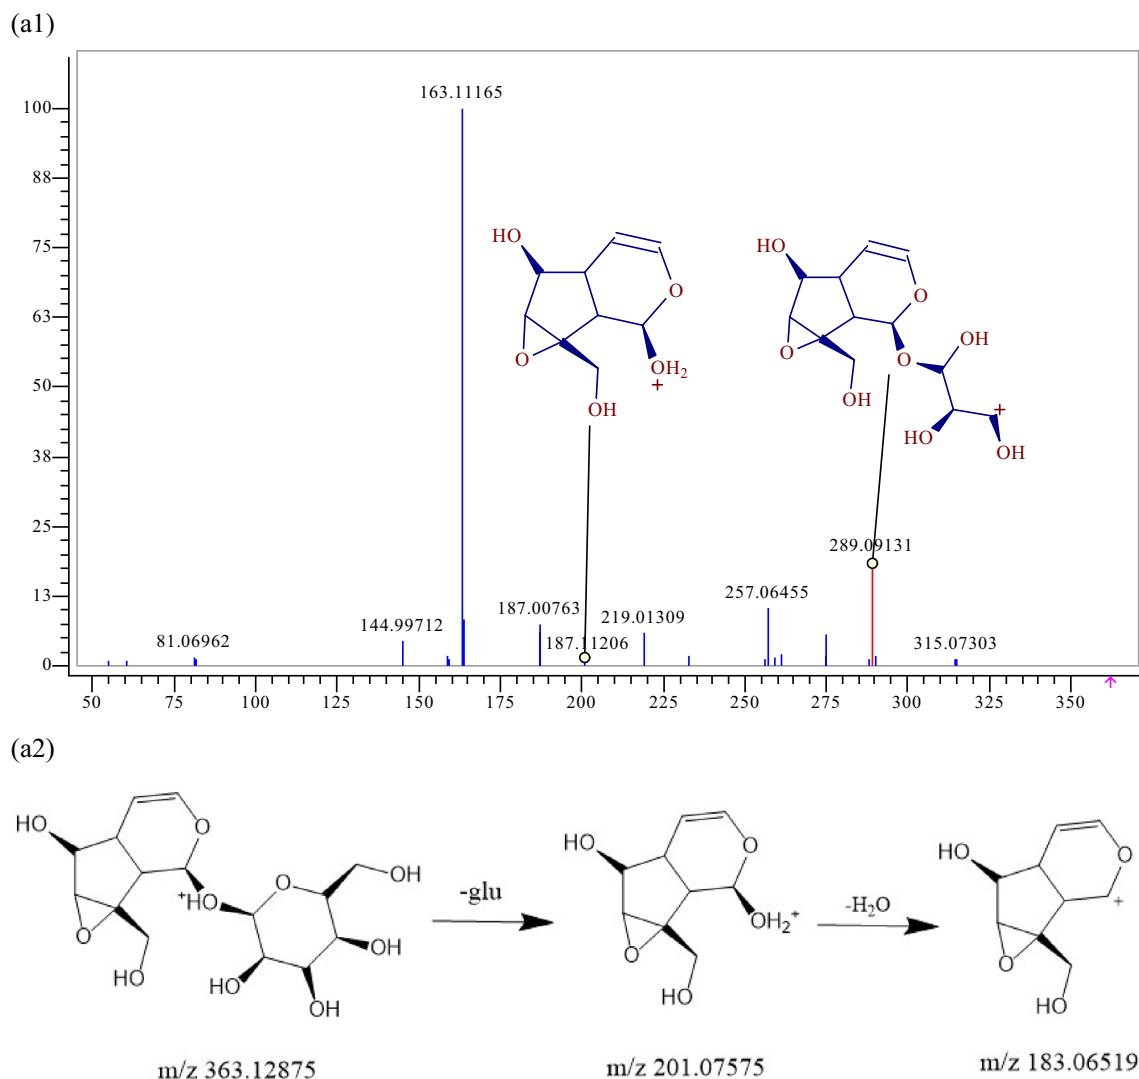 (a1)
100
88
75
63
50
38
25
13
0
163.11165
HO
O
O
OH2
+
OH
HO
O
O
O
OH
OH
HO
+
OH
289.09131
257.06455
187.00763
219.01309
144.99712
187.11206
81.06962
315.07303
50 75 100 125 150 175 200 225 250 275 300 325 350
(a2)
HO
O
+HO
O
OH
O
HO
OH
HO
OH
-glu
HO
O
OH2+
O
OH
-H2O
HO
O
+
O
HO
m/z 363.12875
m/z 201.07575
m/z 183.06519